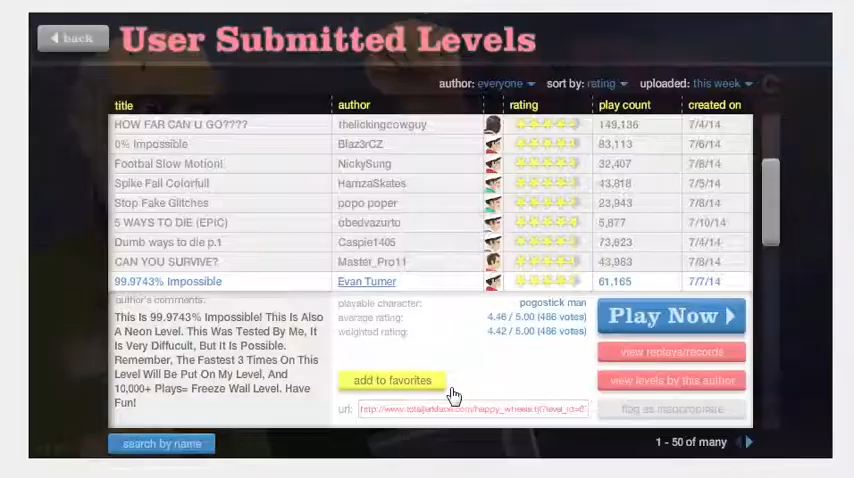 back
User Submitted Levels
author: everyone sort by: rating uploaded: this week
title author rating play count created on
HOW FAR CAN U GO???? thelickingcowguy 149,136 7/4/14
0% Impossible Blaz3rCZ 83,113 7/6/14
Footbal Slow Motion! NickySung 32,407 7/8/14
Spike Fall Colorful! HamzaSkates 43,818 7/5/14
Stop Fake Glitches popo poper 23,943 7/8/14
5 WAYS TO DIE (EPIC) obedvazurto 5,877 7/10/14
Dumb ways to die p.1 Caspie1405 73,623 7/4/14
CAN YOU SURVIVE? Master_Pro11 43,983 7/8/14
99.9743% Impossible Evan Turner 61,165 7/7/14
author's comments:
This Is 99.9743% Impossible! This Is Also
A Neon Level. This Was Tested By Me, It
Is Very Diffucult, But It Is Possible.
Remember, The Fastest 3 Times On This
Level Will Be Put On My Level, And
10,000+ Plays= Freeze Wall Level. Have
Fun!
playable character: pogostick man
average rating: 4.46 / 5.00 (486 votes)
weighted rating: 4.42 / 5.00 (486 votes)
add to favorites
url:
Play Now
view replays/records
view levels by this author
flag as inappropriate
search by name
1 - 50 of many